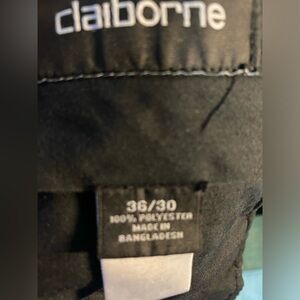 claiborne
36/30
100% POLYESTER
MADE IN
BANGLADESH